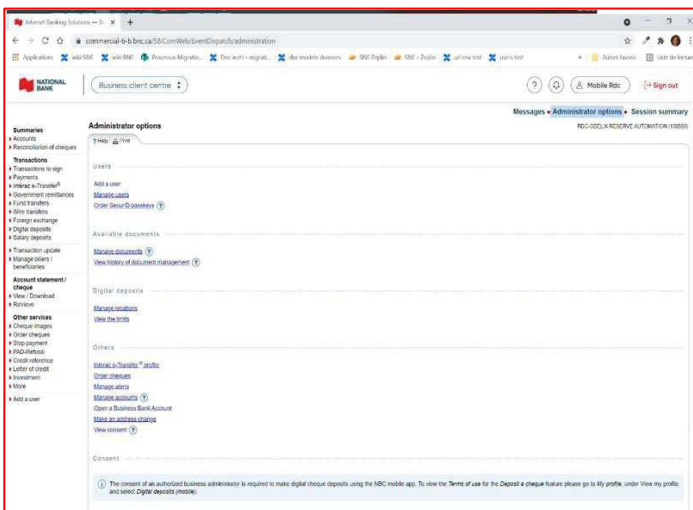 Internet Banking Solutions
commercial-ti-b.bnc.ca/SBIComWeb/EventDispatch/administration
Applications wiki SBIE wiki BNE
NATIONAL BANK
Business client centre
Mobile Rdc
Sign out
Messages • Administrator options • Session summary
Summaries
Accounts
Reconciliation of cheques
Transactions
Transactions to sign
Payments
Interac e-Transfer®
Government remittances
Fund transfers
Wire transfers
Foreign exchange
Digital deposits
Salary deposits
Transaction update
Manage billers /
beneficiaries
Account statement /
cheque
View / Download
Retrieve
Other services
Cheque images
Order cheques
Stop payment
PAD-Refusal
Credit reference
Letter of credit
Investment
More
Add a user
Administrator options
? Help Print
Users
Add a user
Manage users
Order SecurID passkeys ?
Available documents
Manage documents ?
View history of document management ?
Digital deposits
Manage locations
View the limits
Others
Interac e-Transfer ® profile
Order cheques
Manage alerts
Manage accounts ?
Open a Business Bank Account
Make an address change
View consent ?
Consent
The consent of an authorized business administrator is required to make digital cheque deposits using the NBC mobile app. To view the Terms of use for the Deposit a cheque feature please go to My profile, under View my profile
and select Digital deposits (mobile).